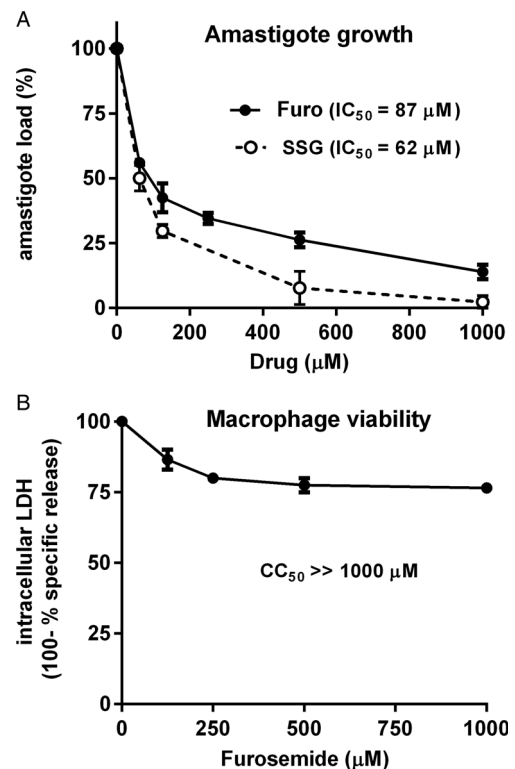 A
Amastigote growth
amastigote load (%)
100
75
50
25
0
Furo (IC₅₀ = 87 μM)
SSG (IC₅₀ = 62 μM)
0 200 400 600 800 1000
Drug (μM)
B
Macrophage viability
intracellular LDH
(100- % specific release)
100
75
50
25
0
CC₅₀ >> 1000 μM
0 250 500 750 1000
Furosemide (μM)